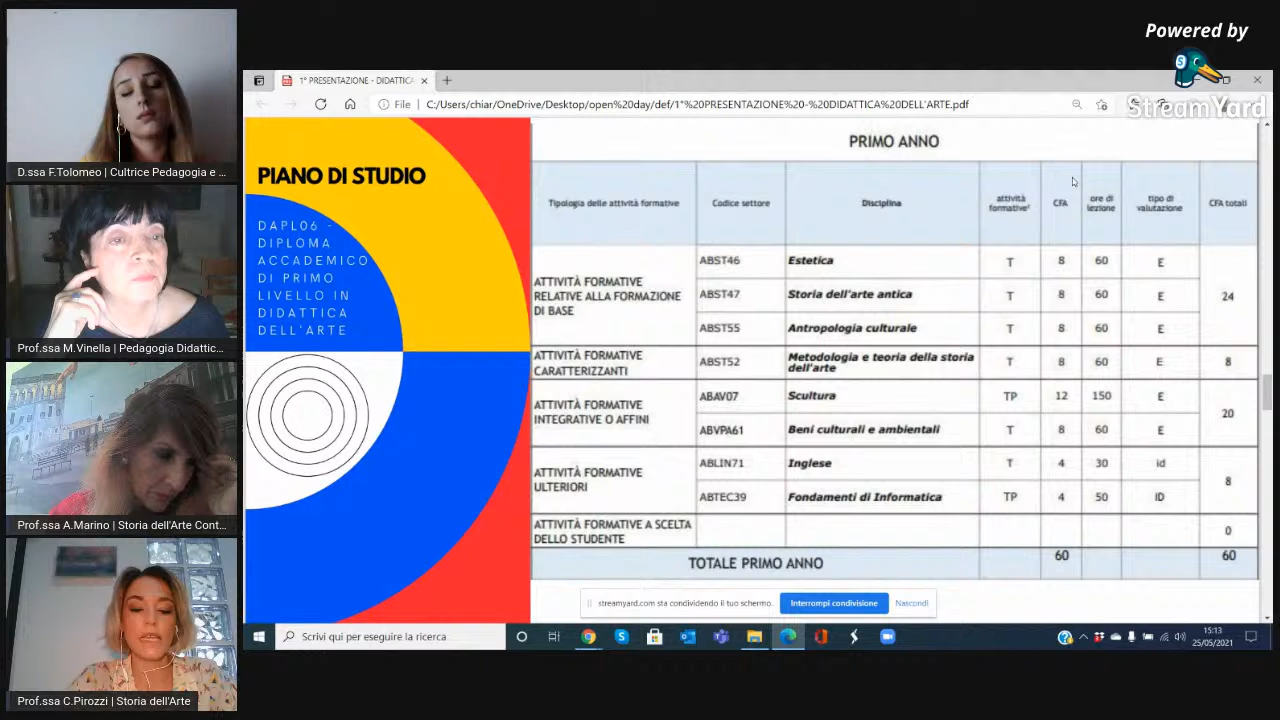 Powered by
StreamYard
D.ssa F.Tolomeo | Cultrice Pedagogia e ...
Prof.ssa M.Vinella | Pedagogia Didattic...
Prof.ssa A.Marino | Storia dell'Arte Cont...
Prof.ssa C.Pirozzi | Storia dell'Arte
1° PRESENTAZIONE - DIDATTICA
File | C:/Users/chiar/OneDrive/Desktop/open%20day/def/1°%20PRESENTAZIONE%20-%20DIDATTICA%20DELL'ARTE.pdf
PIANO DI STUDIO
DAPL06 -
DIPLOMA
ACCADEMICO
DI PRIMO
LIVELLO IN
DIDATTICA
DELL'ARTE
PRIMO ANNO
Tipologia delle attività formative Codice settore Disciplina attività formative² CFA ore di lezione tipo di valutazione CFA totali
ATTIVITÀ FORMATIVE
RELATIVE ALLA FORMAZIONE
DI BASE
ABST46 Estetica T 8 60 E
ABST47 Storia dell'arte antica T 8 60 E 24
ABST55 Antropologia culturale T 8 60 E
ATTIVITÀ FORMATIVE
CARATTERIZZANTI
ABST52 Metodologia e teoria della storia
dell'arte T 8 60 E 8
ATTIVITÀ FORMATIVE
INTEGRATIVE O AFFINI
ABAV07 Scultura TP 12 150 E 20
ABVPA61 Beni culturali e ambientali T 8 60 E
ATTIVITÀ FORMATIVE
ULTERIORI
ABLIN71 Inglese T 4 30 id 8
ABTEC39 Fondamenti di Informatica TP 4 50 ID
ATTIVITÀ FORMATIVE A SCELTA
DELLO STUDENTE 0
TOTALE PRIMO ANNO 60 60
streamyard.com sta condividendo il tuo schermo. Interrompi condivisione Nascondi
Scrivi qui per eseguire la ricerca
15:13
25/05/2021